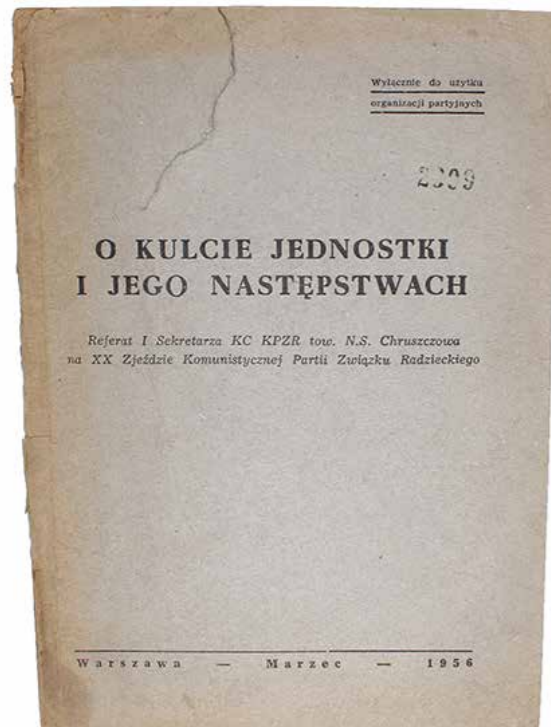 Wyłącznie do użytku
organizacji partyjnych
2309
O KULCIE JEDNOSTKI
I JEGO NASTĘPSTWACH
Referat I Sekretarza KC KPZR tow. N.S. Chruszczowa
na XX Zjeździe Komunistycznej Partii Związku Radzieckiego
Warszawa — Marzec — 1956